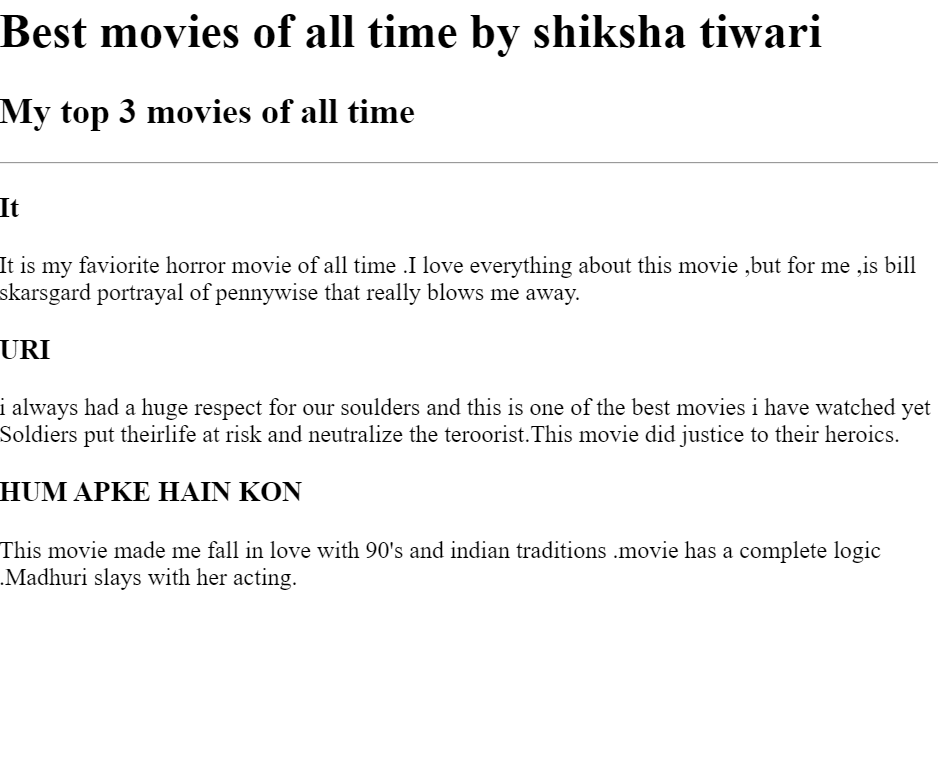 Best movies of all time by shiksha tiwari
My top 3 movies of all time
It
It is my faviorite horror movie of all time .I love everything about this movie ,but for me ,is bill
skarsgard portrayal of pennywise that really blows me away.
URI
i always had a huge respect for our soulders and this is one of the best movies i have watched yet
Soldiers put theirlife at risk and neutralize the teroorist.This movie did justice to their heroics.
HUM APKE HAIN KON
This movie made me fall in love with 90's and indian traditions .movie has a complete logic
.Madhuri slays with her acting.